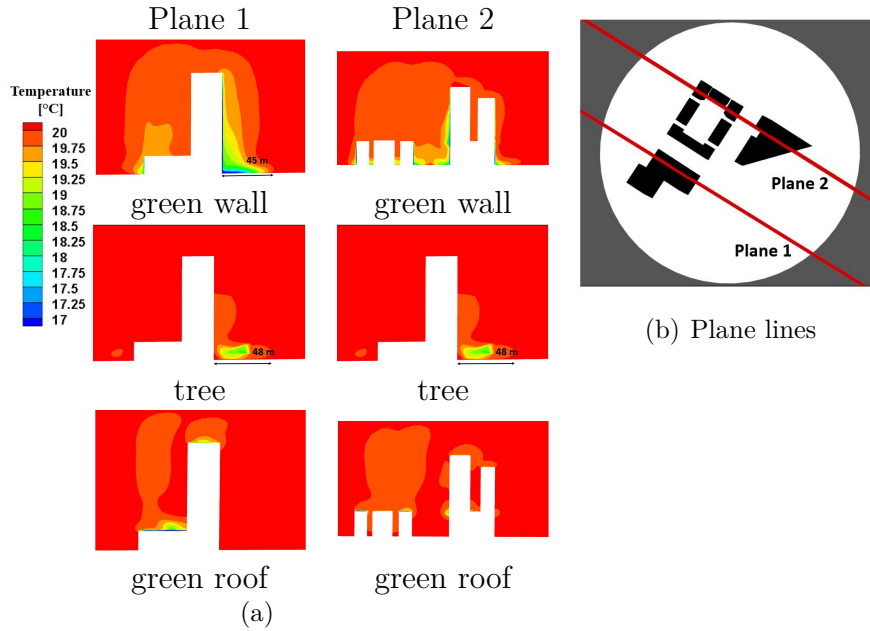 Plane 1
Plane 2
Temperature
[°C]
20
19.75
19.5
19.25
19
18.75
18.5
18.25
18
17.75
17.5
17.25
17
45 m
green wall
green wall
48 m
48 m
tree
tree
green roof
green roof
(a)
Plane 2
Plane 1
(b) Plane lines